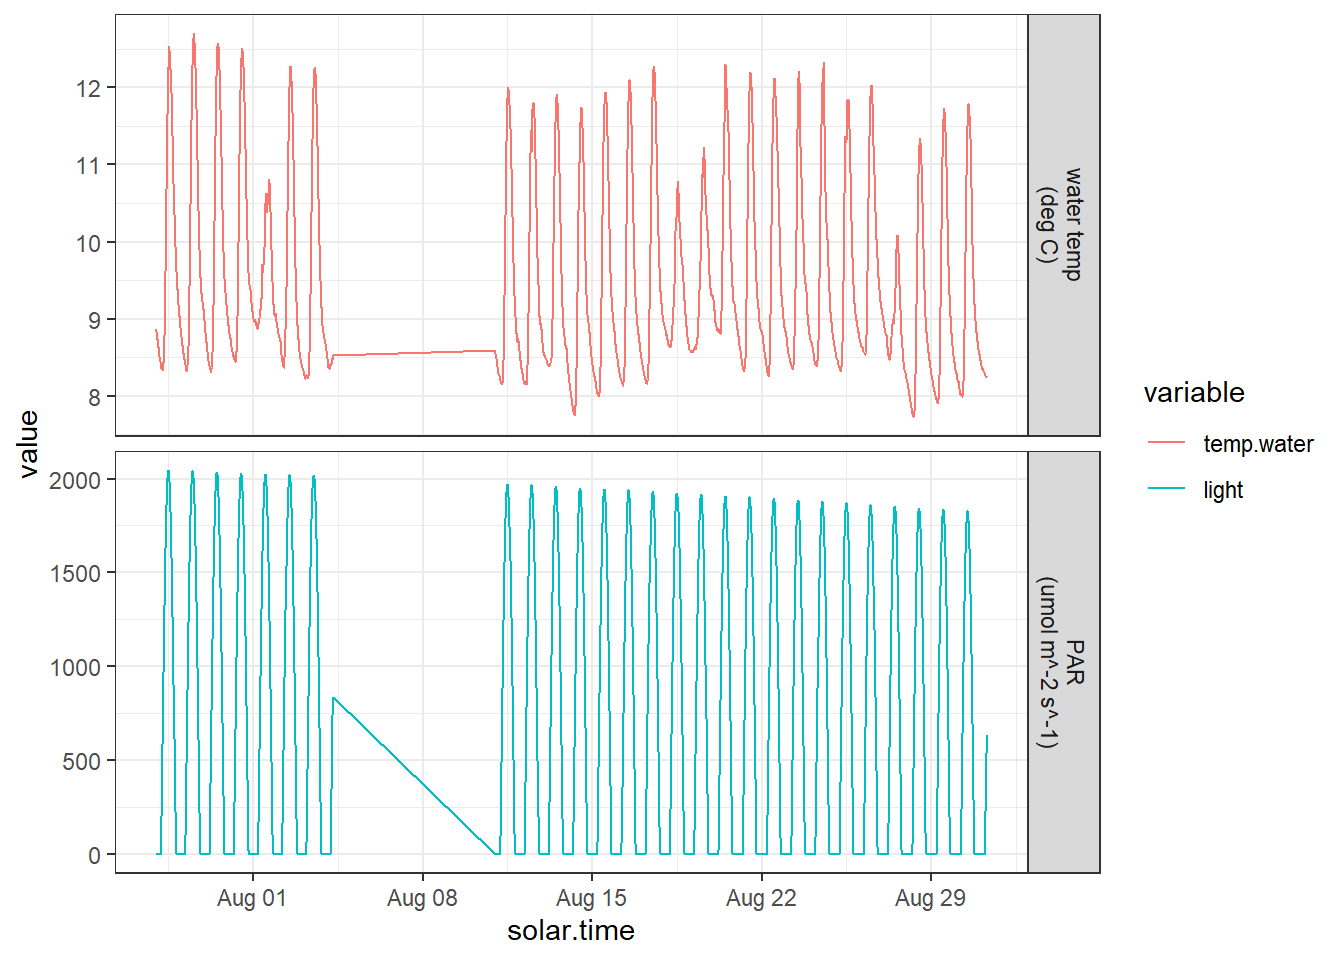 12
11
10
9
8
water temp
(deg C)
2000
1500
1000
500
0
PAR
(umol m^-2 s^-1)
value
Aug 01
Aug 08
Aug 15
Aug 22
Aug 29
solar.time
variable
temp.water
light